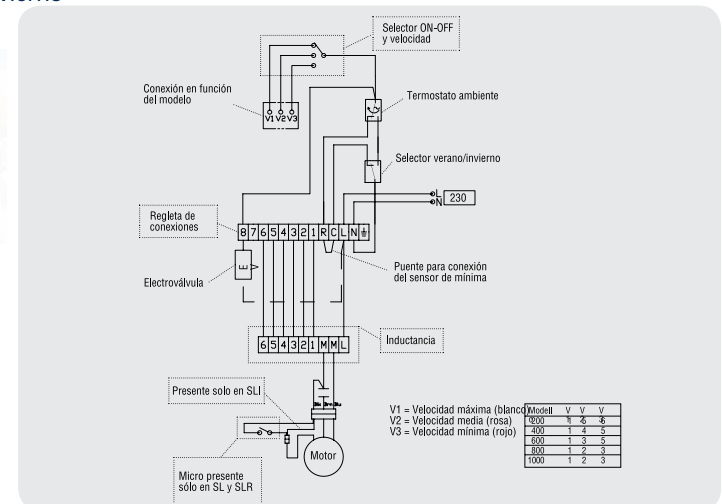 Selector ON-OFF
y velocidad
Conexión en función
del modelo
V1 V2 V3
Termostato ambiente
Selector verano/invierno
L
N
230
Regleta de
conexiones
8 7 6 5 4 3 2 1 R C L N
Puente para conexión
del sensor de mínima
E
Electroválvula
6 5 4 3 2 1 M M L
Inductancia
Presente solo en SLI
Motor
Micro presente
sólo en SL y SLR
V1 = Velocidad máxima (blanco)
V2 = Velocidad media (rosa)
V3 = Velocidad mínima (rojo)
Modell V V V
200
400 1 4 5
600 1 3 5
800 1 2 3
1000 1 2 3